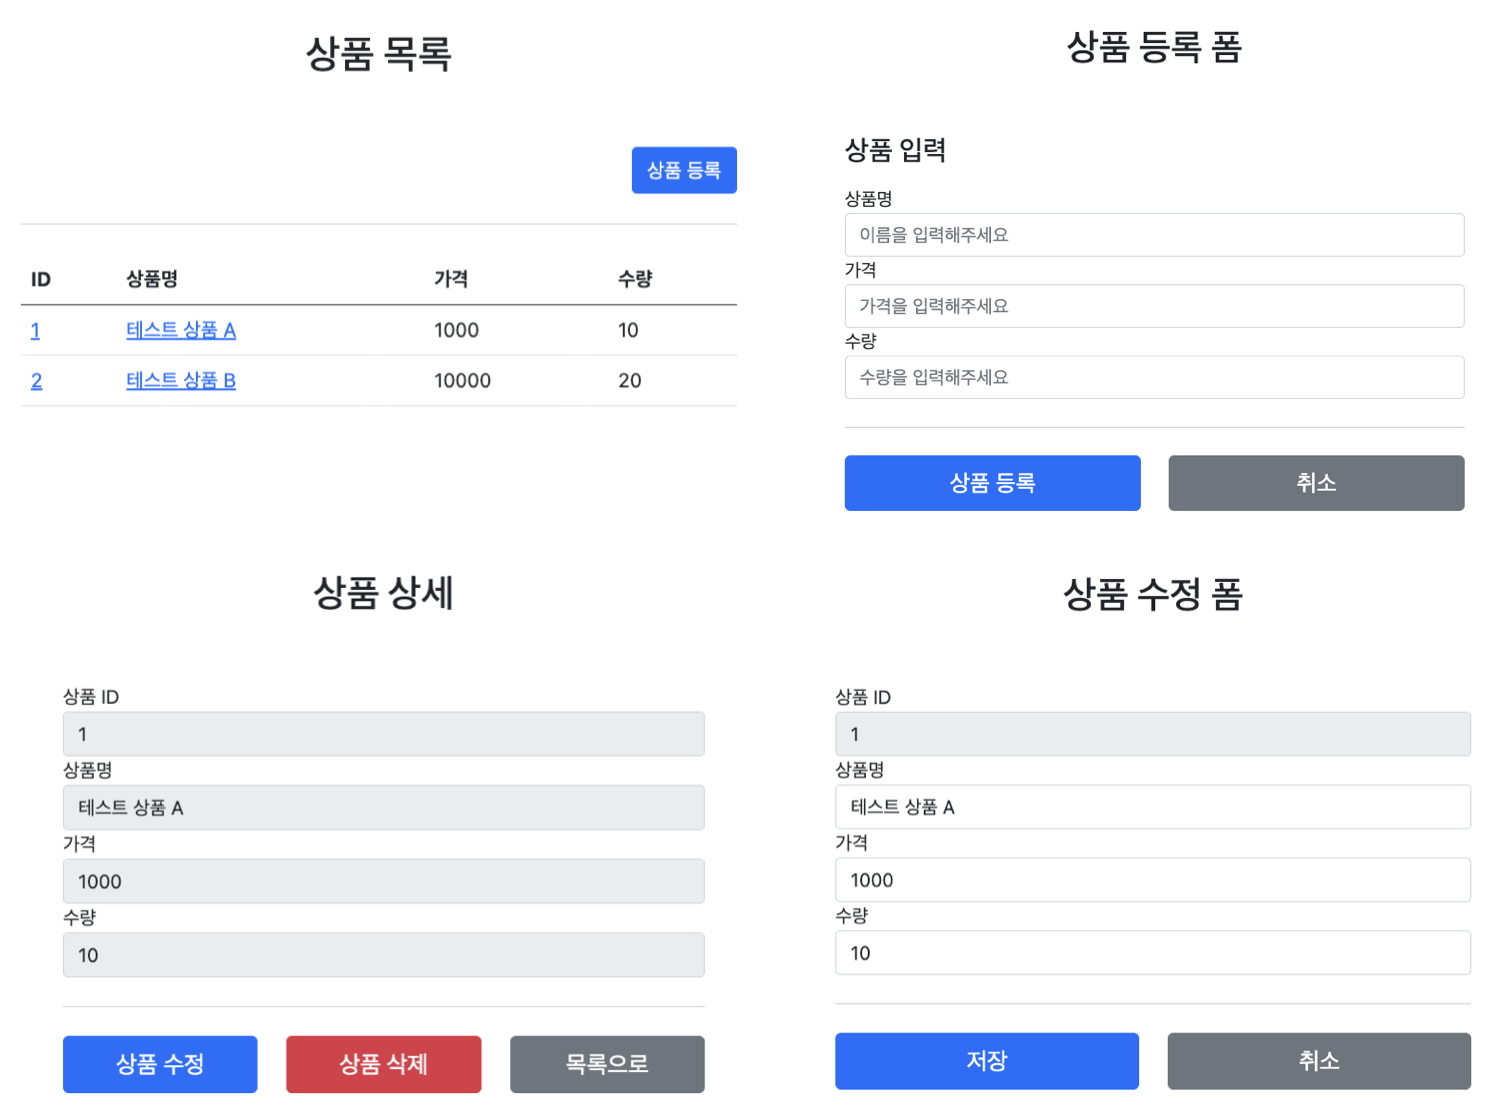 상품 목록
상품 등록
ID 상품명 가격 수량
1 테스트 상품 A 1000 10
2 테스트 상품 B 10000 20
상품 등록 폼
상품 입력
상품명
이름을 입력해주세요
가격
가격을 입력해주세요
수량
수량을 입력해주세요
상품 등록 취소
상품 상세
상품 ID
1
상품명
테스트 상품 A
가격
1000
수량
10
상품 수정 상품 삭제 목록으로
상품 수정 폼
상품 ID
1
상품명
테스트 상품 A
가격
1000
수량
10
저장 취소